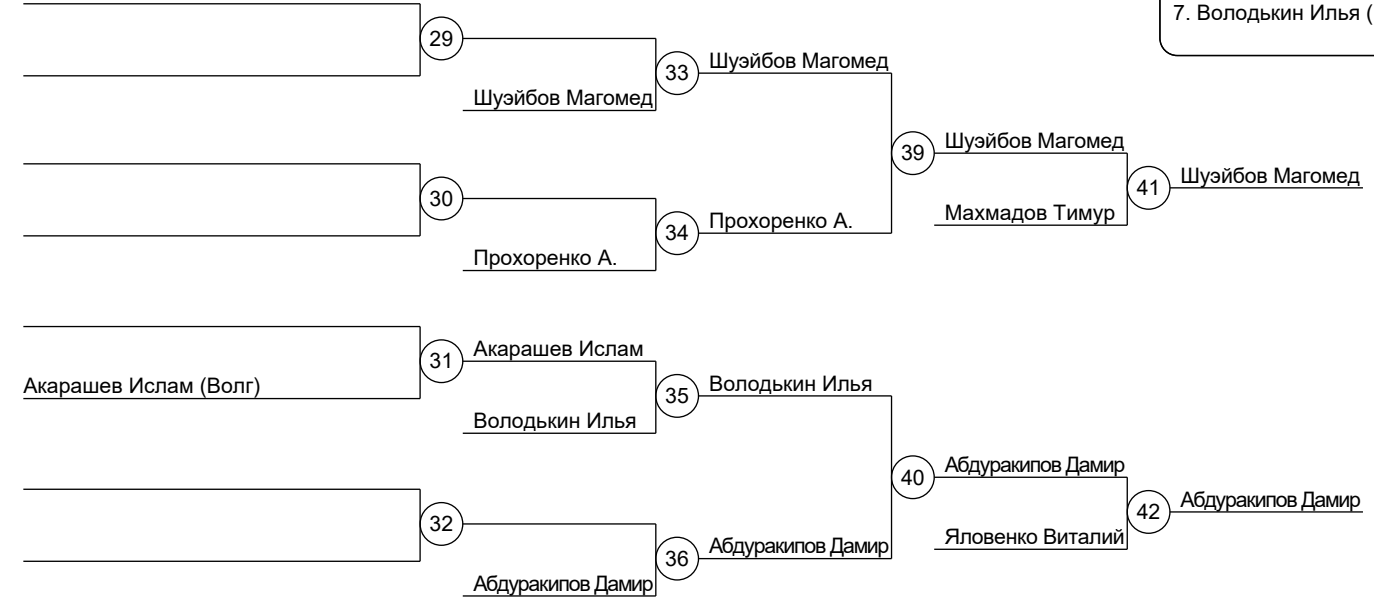 7. Володькин Илья (
29
Шуэйбов Магомед
33
Шуэйбов Магомед
39
Шуэйбов Магомед
41
Шуэйбов Магомед
Махмадов Тимур
30
34
Прохоренко А.
Прохоренко А.
31
Акарашев Ислам
Акарашев Ислам (Волг)
35
Володькин Илья
Володькин Илья
40
Абдуракипов Дамир
42
Абдуракипов Дамир
Яловенко Виталий
32
36
Абдуракипов Дамир
Абдуракипов Дамир